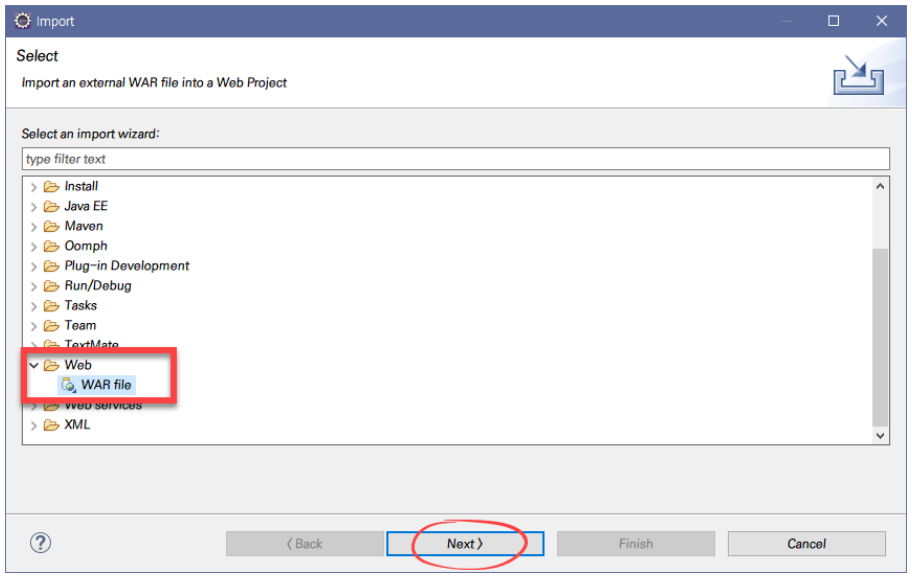 Import
Select
Import an external WAR file into a Web Project
Select an import wizard:
type filter text
Install
Java EE
Maven
Oomph
Plug-in Development
Run/Debug
Tasks
Team
TextMate
Web
WAR file
Web services
XML
?
< Back
Next >
Finish
Cancel